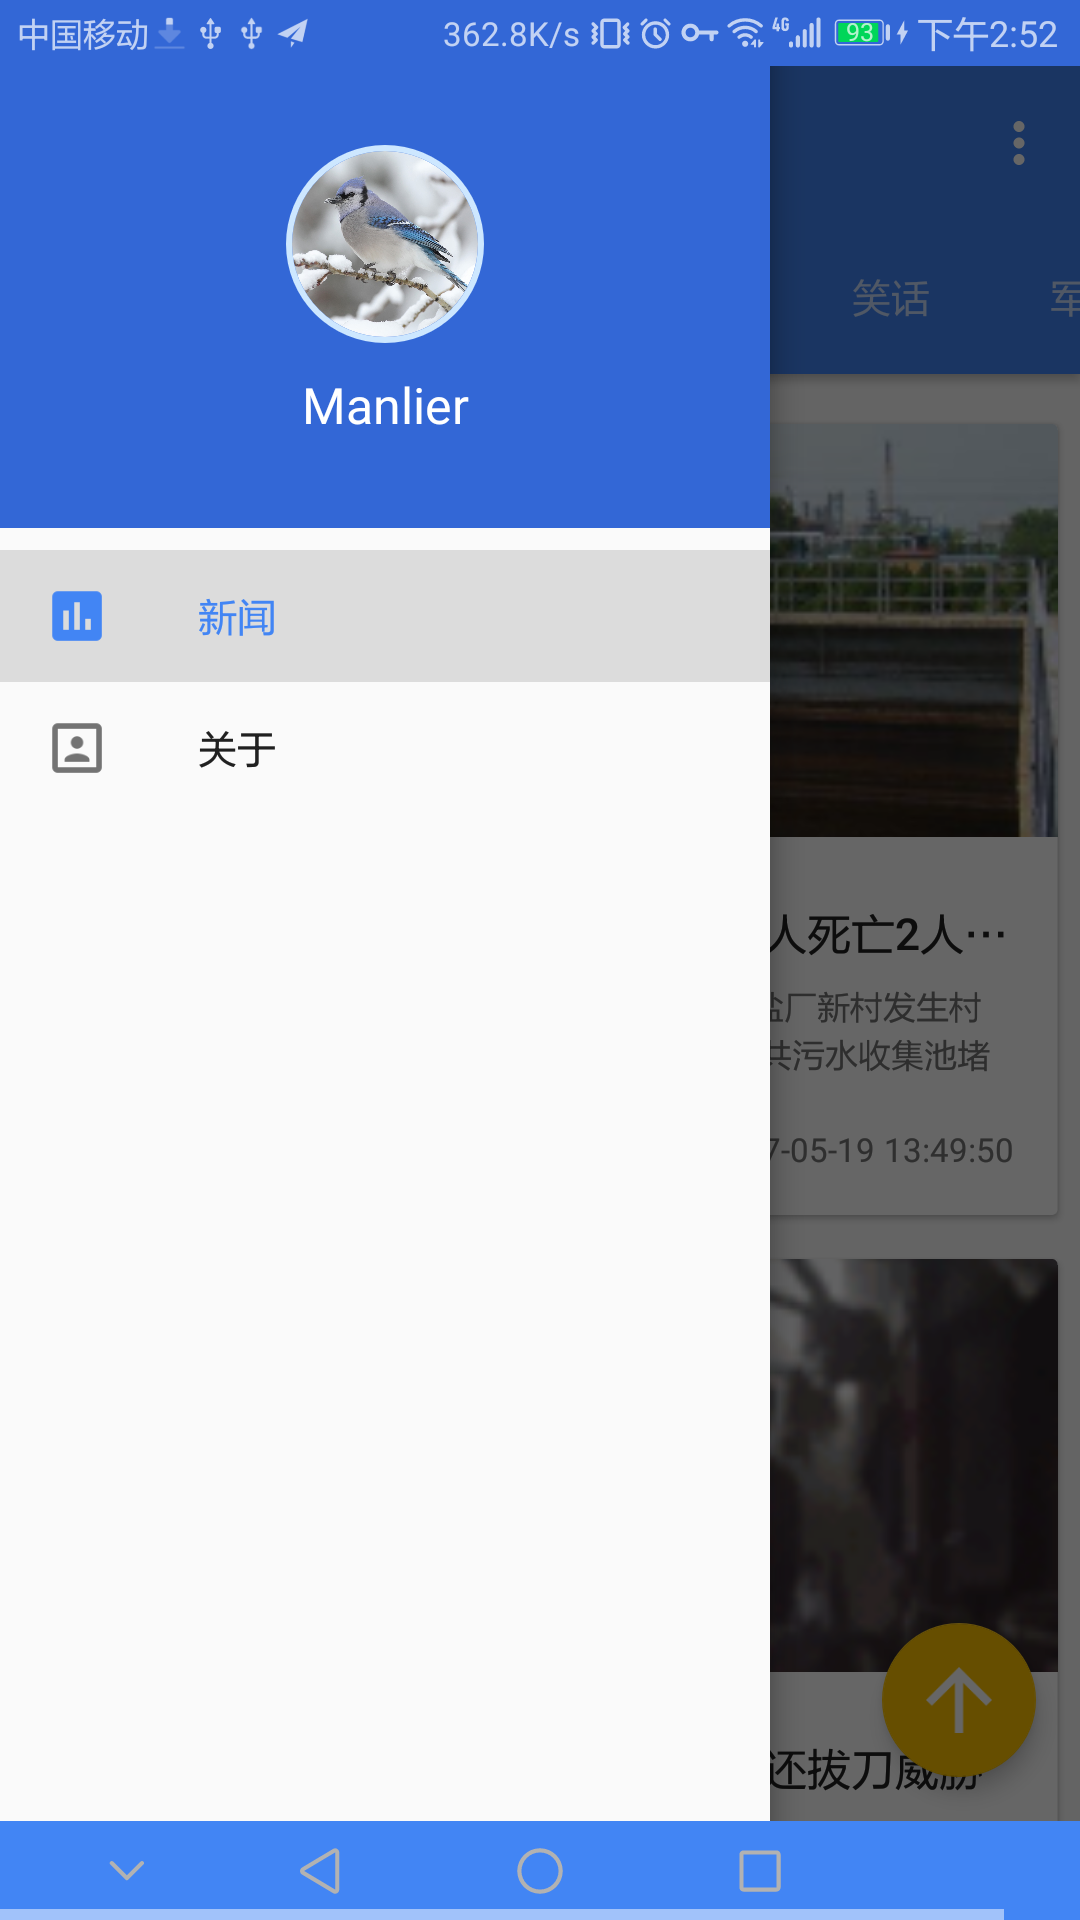 中国移动 362.8K/s 4G 93 下午2:52
Manlier
笑话 军
新闻
关于
人死亡2人…
盐厂新村发生村
共污水收集池堵
7-05-19 13:49:50
还拔刀威胁